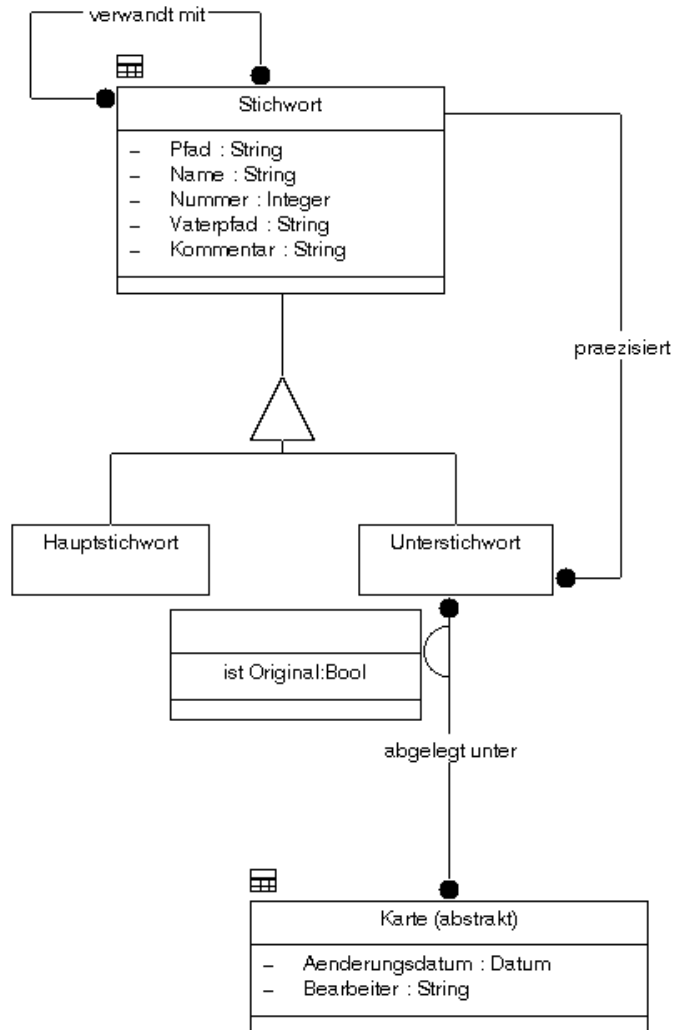 verwandt mit
Stichwort
– Pfad : String
– Name : String
– Nummer : Integer
– Vaterpfad : String
– Kommentar : String
praezisiert
Hauptstichwort
Unterstichwort
ist Original:Bool
abgelegt unter
Karte (abstrakt)
– Aenderungsdatum : Datum
– Bearbeiter : String